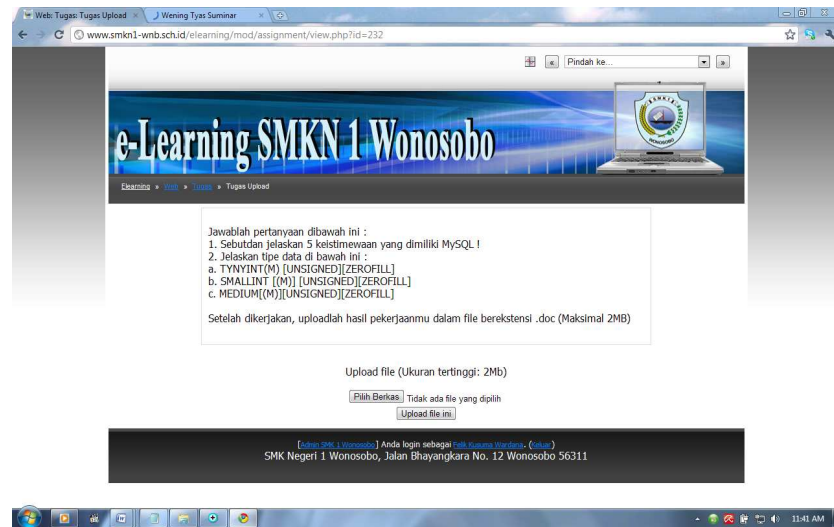 Web: Tugas: Tugas Upload
Wening Tyas Suminar
www.smkn1-wnb.sch.id/elearning/mod/assignment/view.php?id=232
Pindah ke...
e-Learning SMKN 1 Wonosobo
WONOSOBO
Elearning » Web » Tugas » Tugas Upload
Jawablah pertanyaan dibawah ini :
1. Sebutdan jelaskan 5 keistimewaan yang dimiliki MySQL !
2. Jelaskan tipe data di bawah ini :
a. TYNYINT(M) [UNSIGNED][ZEROFILL]
b. SMALLINT [(M)] [UNSIGNED][ZEROFILL]
c. MEDIUM[(M)][UNSIGNED][ZEROFILL]
Setelah dikerjakan, uploadlah hasil pekerjaanmu dalam file berekstensi .doc (Maksimal 2MB)
Upload file (Ukuran tertinggi: 2Mb)
Pilih Berkas Tidak ada file yang dipilih
Upload file ini
[Admin SMK 1 Wonosobo] Anda login sebagai Felik Kusuma Wardana. (Keluar)
SMK Negeri 1 Wonosobo, Jalan Bhayangkara No. 12 Wonosobo 56311
11:41 AM